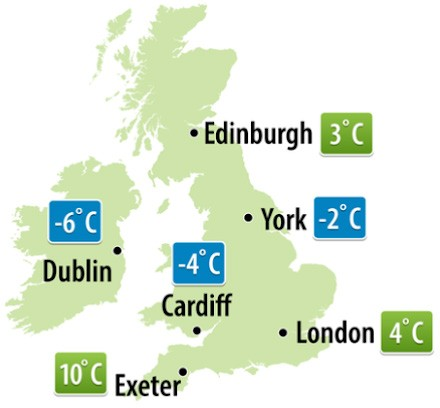 Edinburgh 3°C
York -2°C
-6°C
Dublin
-4°C
Cardiff
London 4°C
10°C Exeter